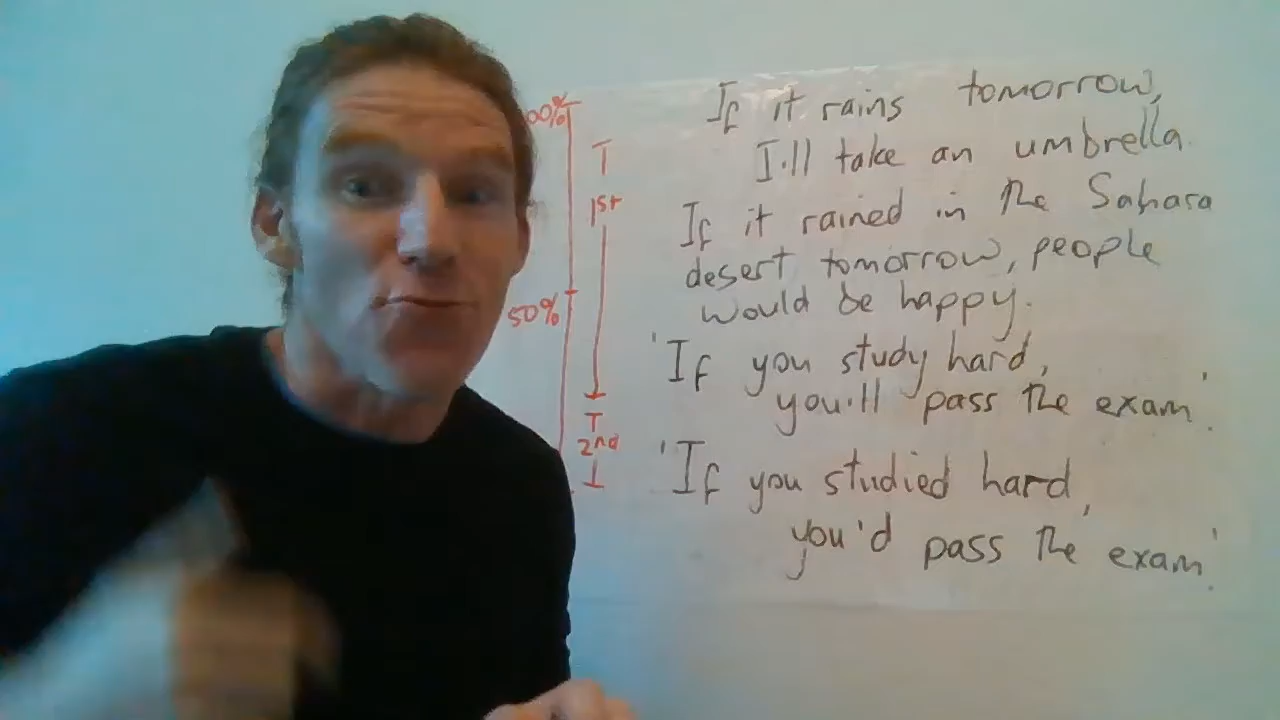 00%
1st
50%
2nd
If it rains tomorrow,
I'll take an umbrella.
If it rained in the Sahara
desert tomorrow, people
would be happy.
'If you study hard,
you'll pass the exam'.
'If you studied hard,
you'd pass the exam'.